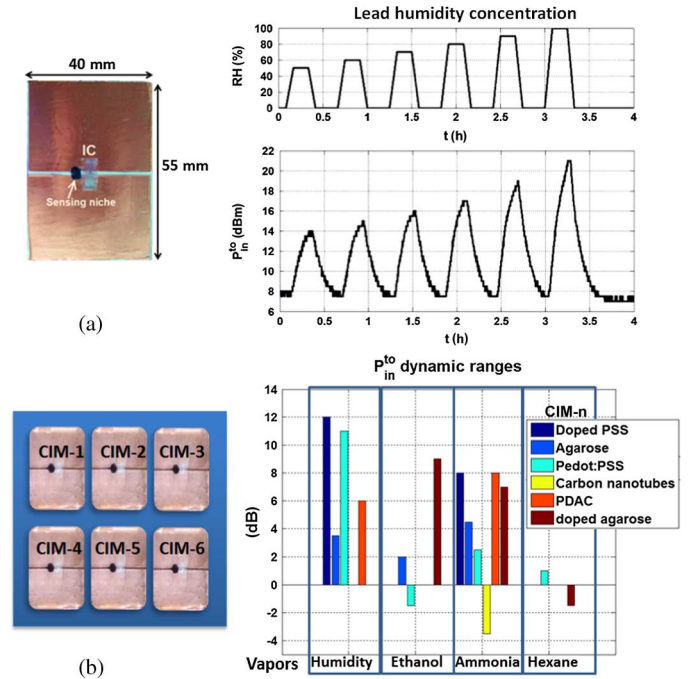 Lead humidity concentration
(a)
40 mm
55 mm
IC
Sensing niche
RH (%)
100
80
60
40
20
0
0 0.5 1 1.5 2 2.5 3 3.5 4
t (h)
P_in^to (dBm)
22
20
18
16
14
12
10
8
6
0 0.5 1 1.5 2 2.5 3 3.5 4
t (h)
(b)
CIM-1 CIM-2 CIM-3
CIM-4 CIM-5 CIM-6
P_in^to dynamic ranges
(dB)
14
12
10
8
6
4
2
0
-2
-4
CIM-n
Doped PSS
Agarose
Pedot:PSS
Carbon nanotubes
PDAC
doped agarose
Vapors Humidity Ethanol Ammonia Hexane